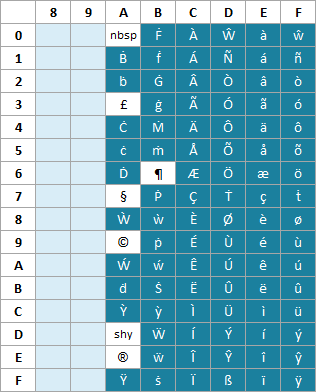 8 9 A B C D E F
0 nbsp Ḟ À Ŵ à ŵ
1 Ḃ ḟ Á Ñ á ñ
2 ḃ Ġ Â Ò â ò
3 £ ġ Ã Ó ã ó
4 Ċ Ṁ Ä Ô ä ô
5 ċ ṁ Å Õ å õ
6 Ḋ ¶ Æ Ö æ ö
7 § Ṗ Ç Ṫ ç ṫ
8 Ẁ ẁ È Ø è ø
9 © ṗ É Ù é ù
A Ẃ ẃ Ê Ú ê ú
B ḋ Ṡ Ë Û ë û
C Ỳ ỳ Ì Ü ì ü
D shy Ẅ Í Ý í ý
E ® ẅ Î Ŷ î ŷ
F Ÿ ṡ Ï ß ï ÿ